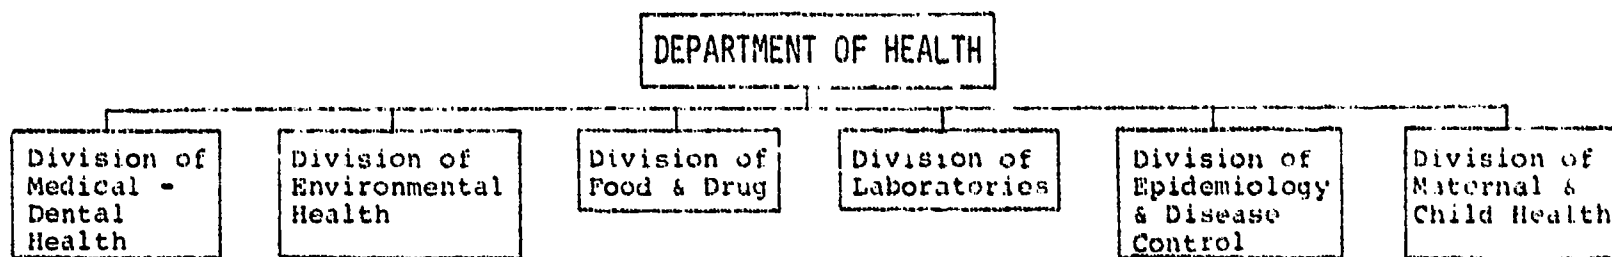 DEPARTMENT OF HEALTH
Division of
Medical -
Dental
Health
Division of
Environmental
Health
Division of
Food & Drug
Division of
Laboratories
Division of
Epidemiology
& Disease
Control
Division of
Maternal &
Child Health